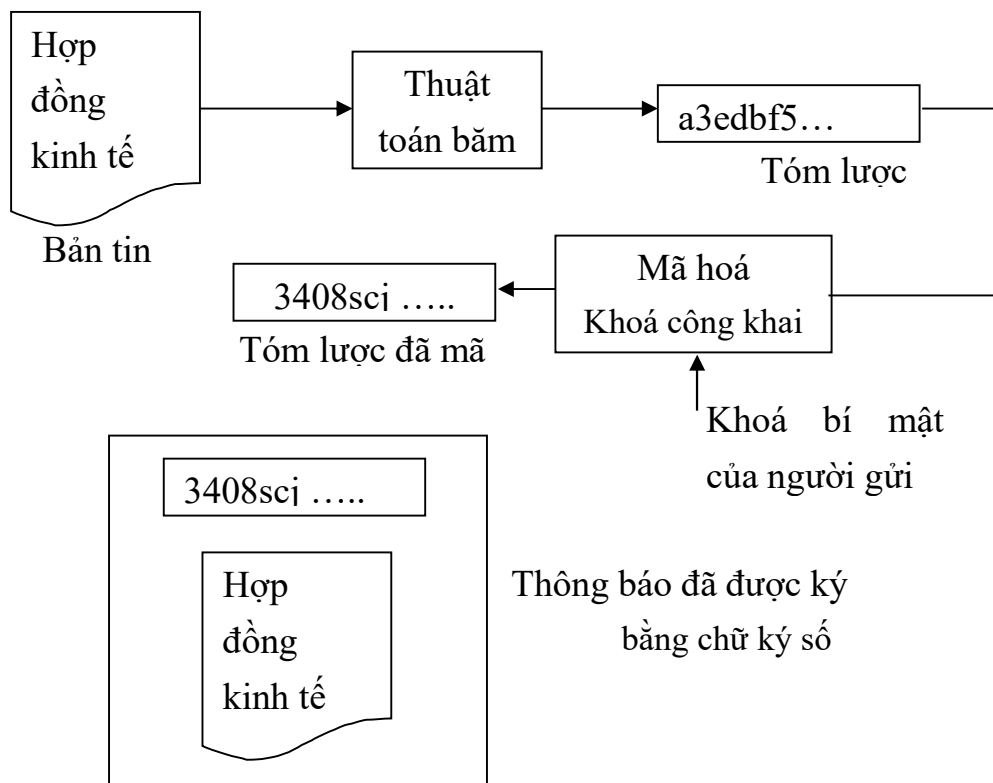 Hợp
đồng
kinh tế
Bản tin
Thuật
toán băm
a3edbf5…
Tóm lược
Mã hoá
Khoá công khai
3408scj …..
Tóm lược đã mã
Khoá bí mật
của người gửi
3408scj …..
Hợp
đồng
kinh tế
Thông báo đã được ký
bằng chữ ký số